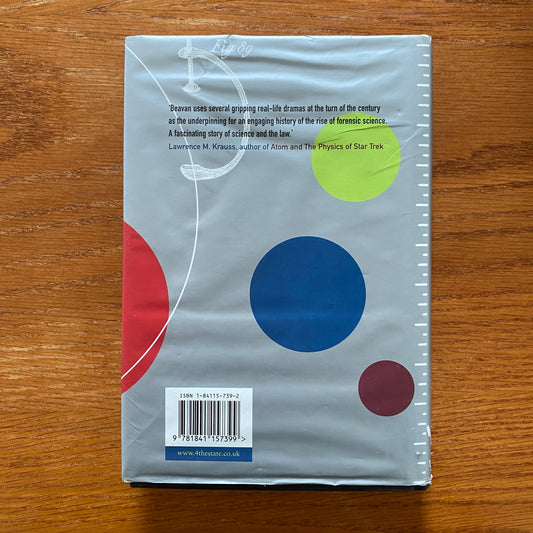 Fig 89
'Beavan uses several gripping real-life dramas at the turn of the century
as the underpinning for an engaging history of the rise of forensic science.
A fascinating story of science and the law.'
Lawrence M. Krauss, author of Atom and The Physics of Star Trek
ISBN 1-84115-739-2
9 781841 157399 >
www.4thestate.co.uk